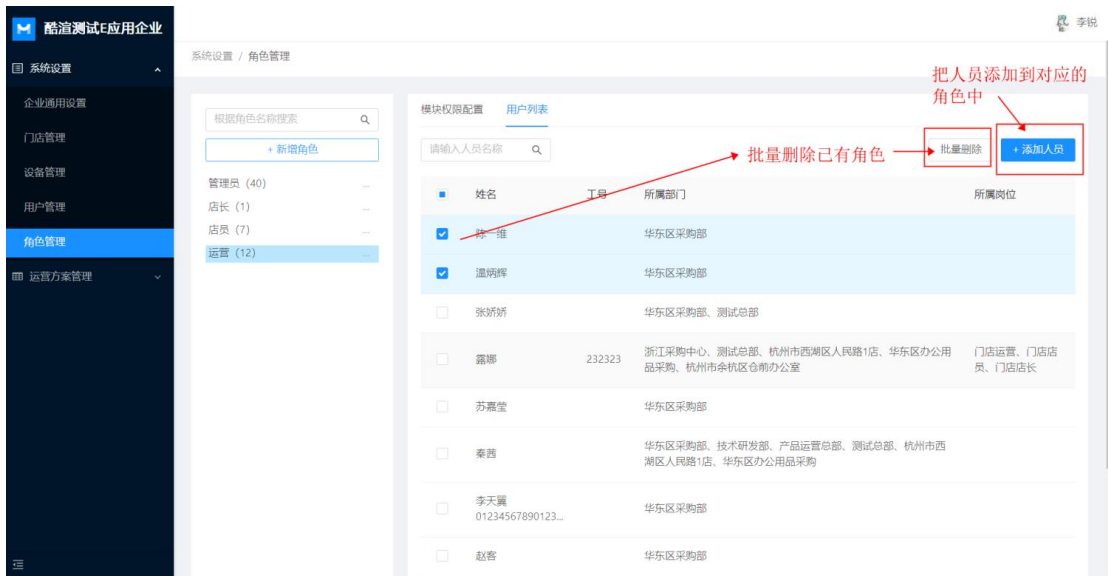 酷渲测试E应用企业
李锐
系统设置
企业通用设置
门店管理
设备管理
用户管理
角色管理
运营方案管理
系统设置 / 角色管理
根据角色名称搜索
+ 新增角色
管理员 (40) ...
店长 (1) ...
店员 (7) ...
运营 (12) ...
模块权限配置 用户列表
请输入人员名称
批量删除已有角色
批量删除
+ 添加人员
把人员添加到对应的
角色中
姓名 工号 所属部门 所属岗位
陈一维 华东区采购部
温炳辉 华东区采购部
张娇娇 华东区采购部、测试总部
露娜 232323 浙江采购中心、测试总部、杭州市西湖区人民路1店、华东区办公用
品采购、杭州市余杭区仓前办公室
门店运营、门店店
员、门店店长
苏嘉莹 华东区采购部
秦茜 华东区采购部、技术研发部、产品运营总部、测试总部、杭州市西
湖区人民路1店、华东区办公用品采购
李天翼
01234567890123...
华东区采购部
赵客 华东区采购部